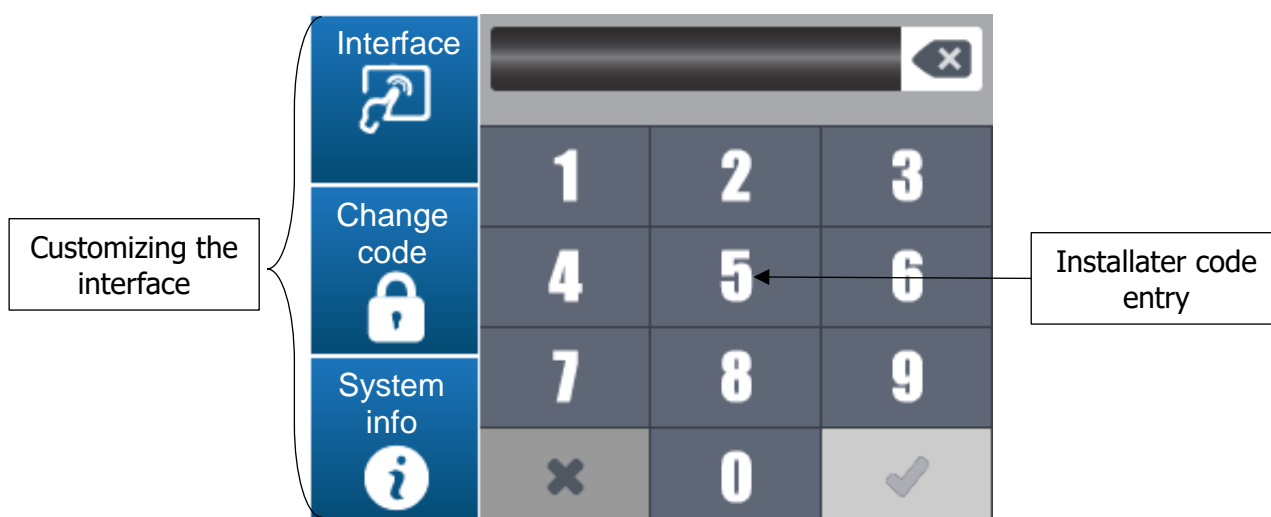 Customizing the
interface
Interface
Change
code
System
info
1 2 3
4 5 6
7 8 9
0
Installater code
entry